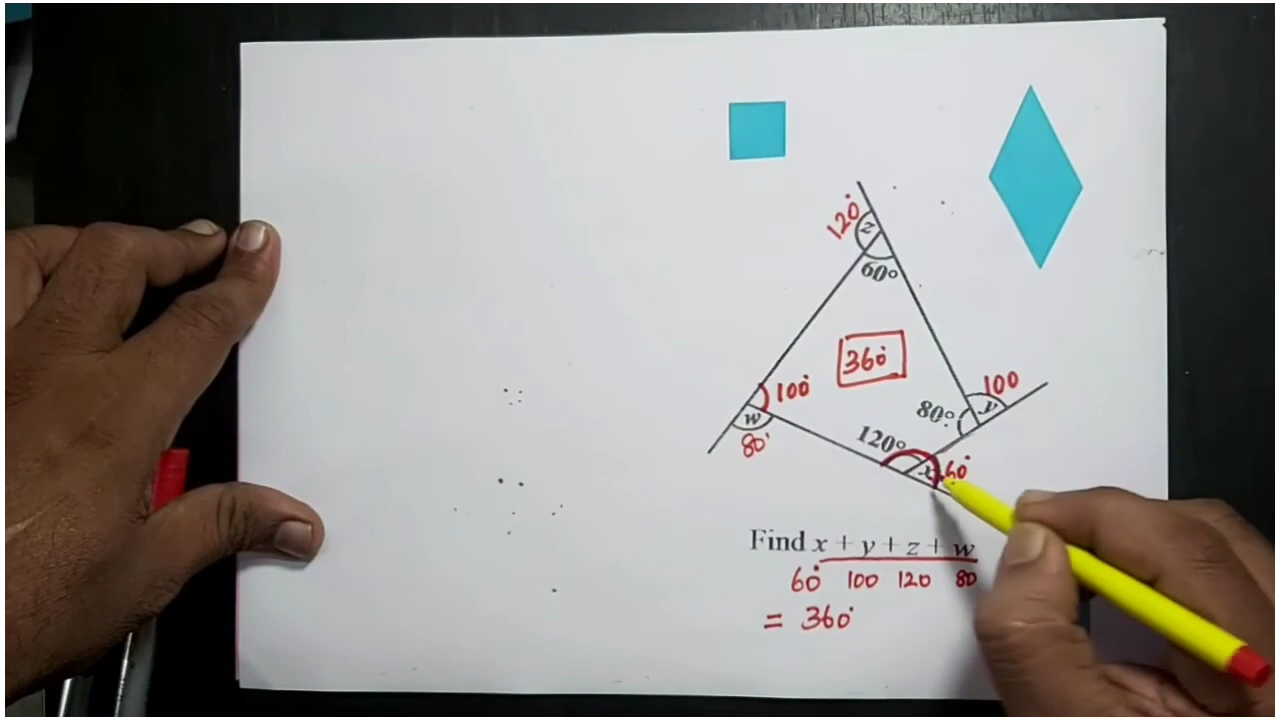 120°
z
60°
360°
100°
100
w
80°
80°
y
120°
x
60°
Find x + y + z + w
60° 100 120 80
= 360°